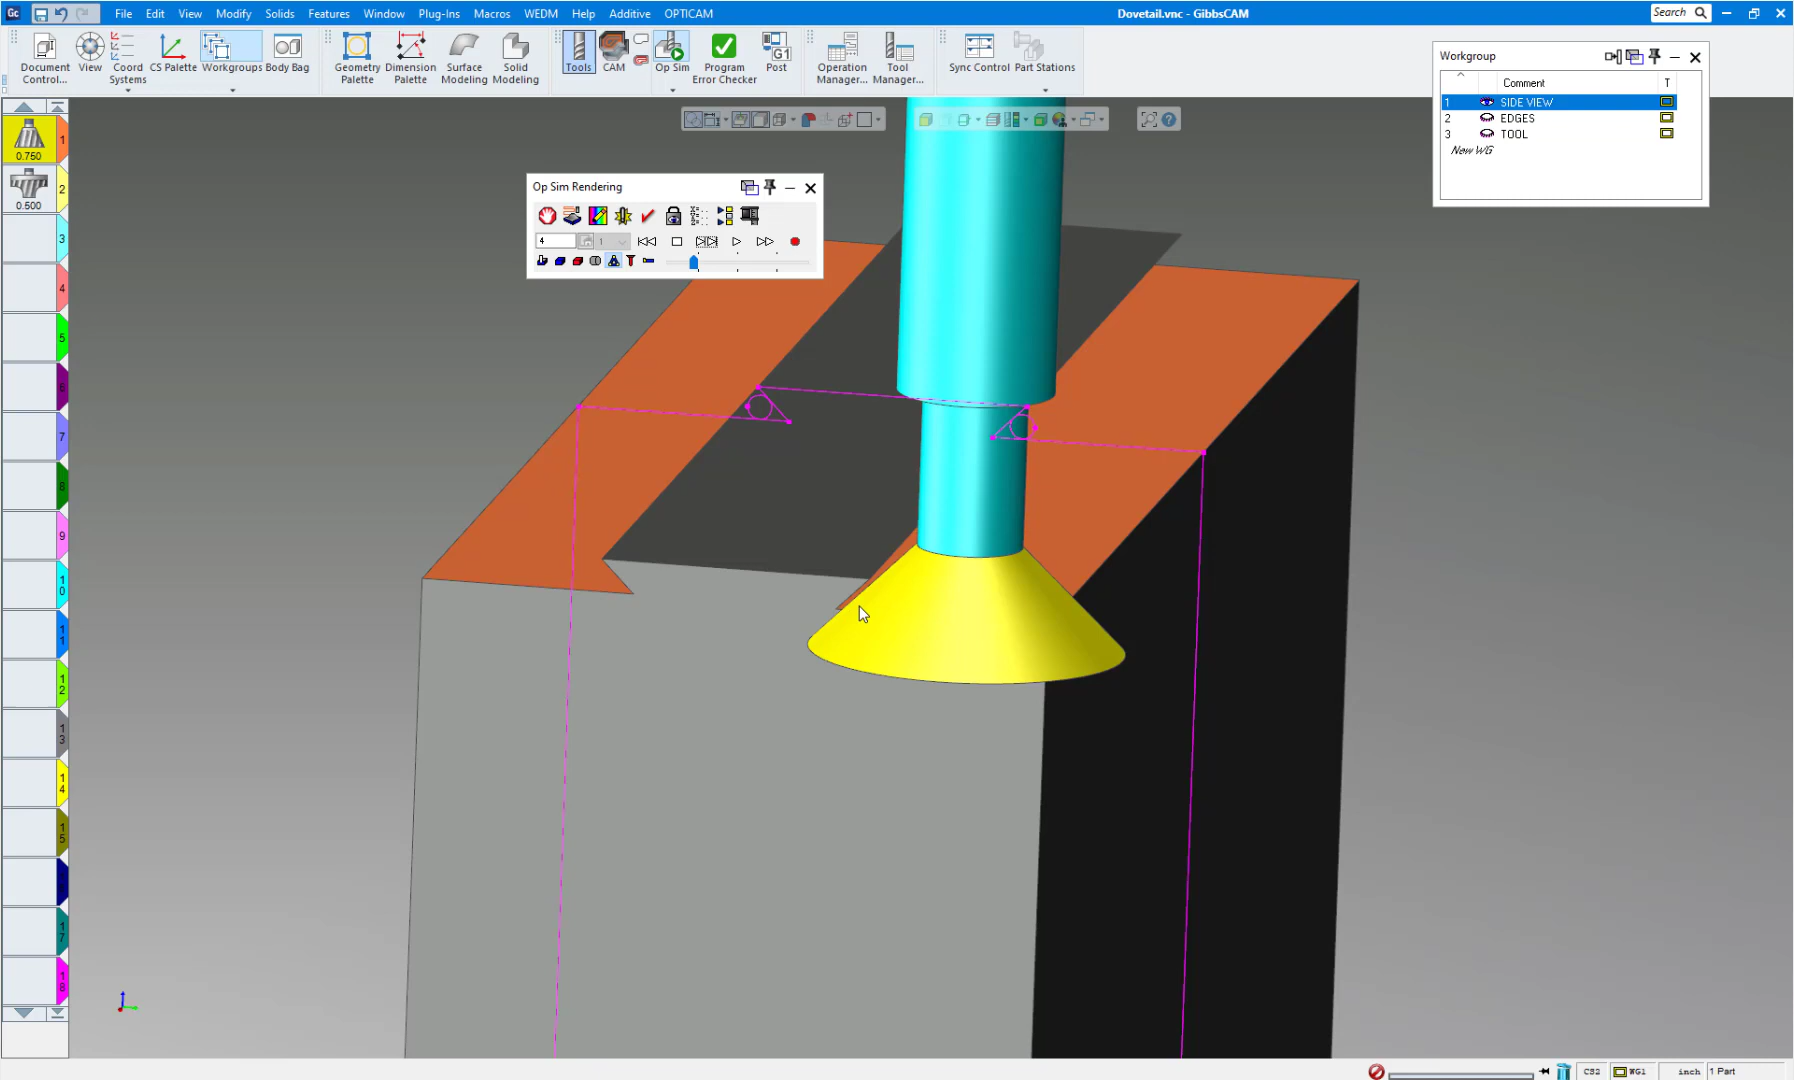 Gc File Edit View Modify Solids Features Window Plug-Ins Macros WEDM Help Additive OPTICAM Dovetail.vnc - GibbsCAM Search
Document Control... View Coord Systems CS Palette Workgroups Body Bag Geometry Palette Dimension Palette Surface Modeling Solid Modeling Tools CAM Op Sim Program Error Checker G1 Post Operation Manager... Tool Manager... Sync Control Part Stations
Workgroup
Comment T
1 SIDE VIEW
2 EDGES
3 TOOL
New WG
Op Sim Rendering
4 1
0.750 1
0.500 2
3
4
5
6
7
8
9
10
11
12
13
14
15
17
18
CS2 WG1 inch 1 Part